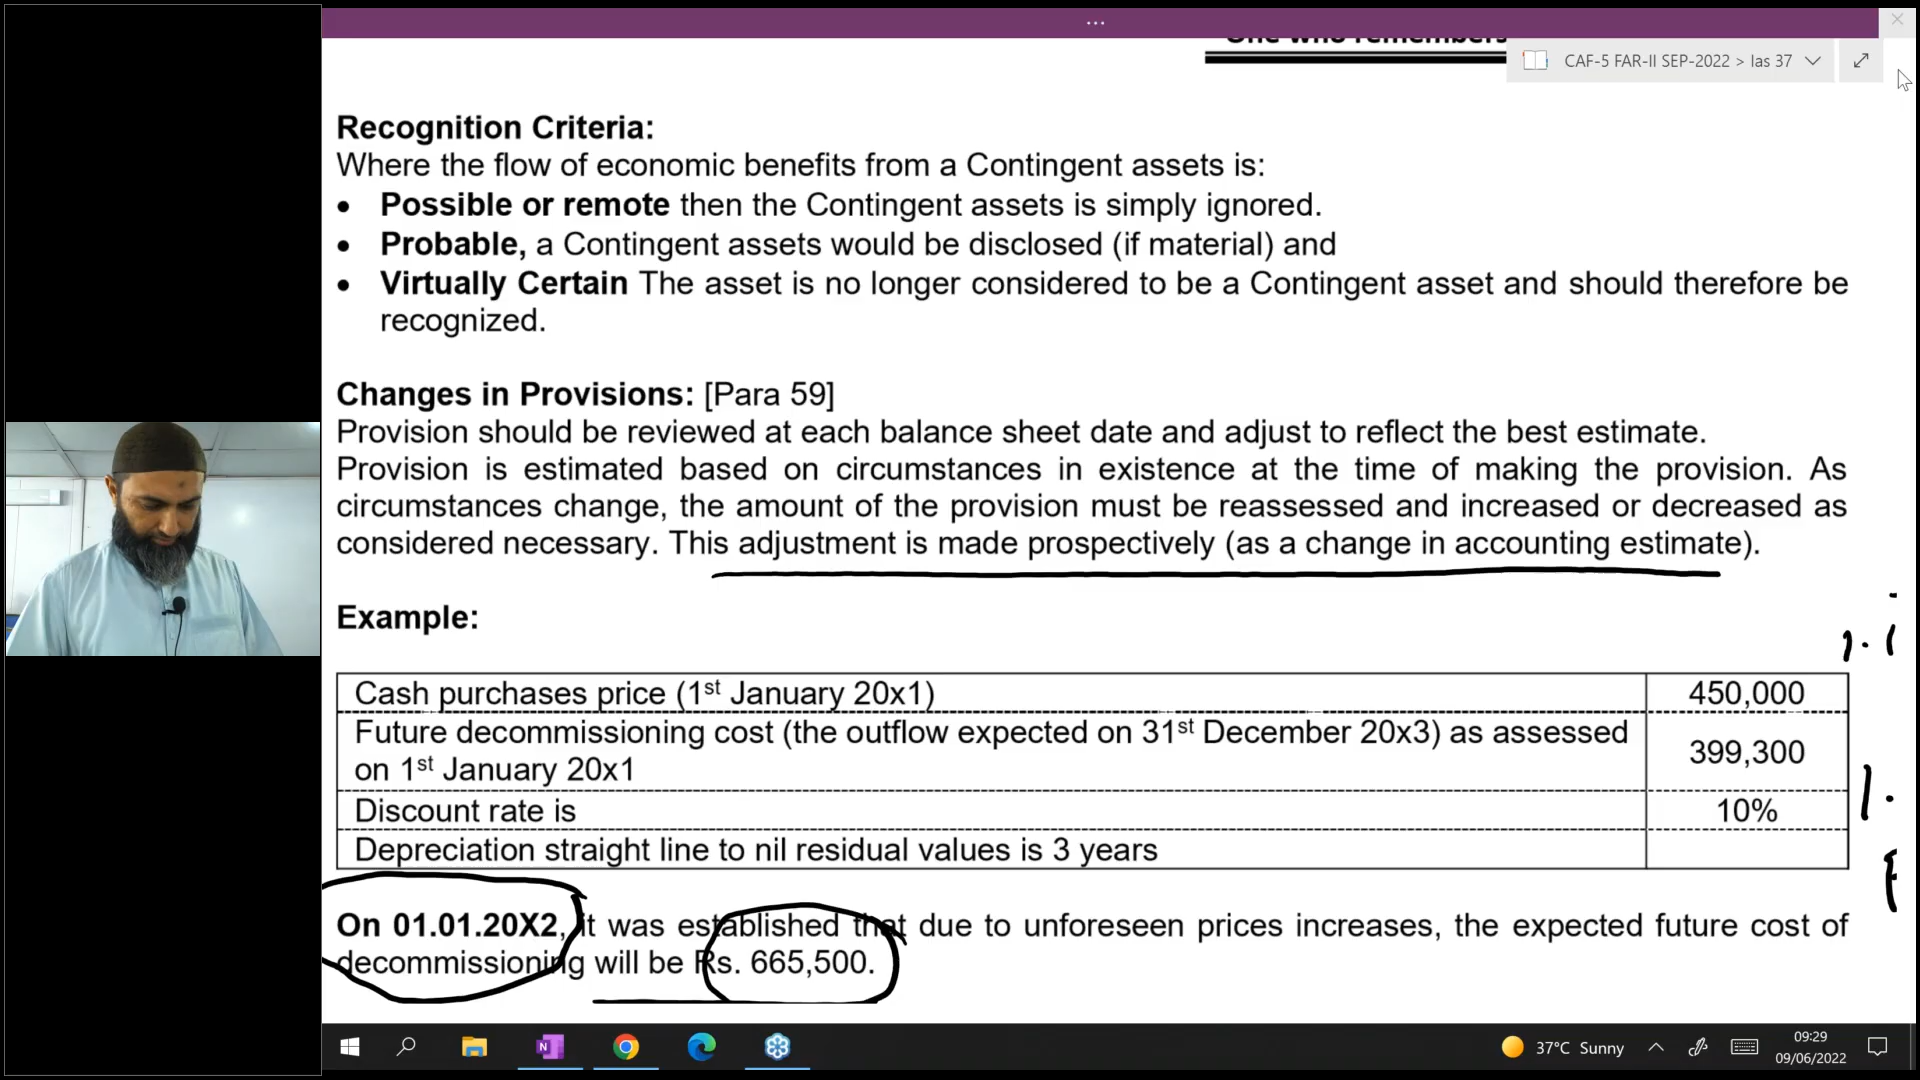 ...
One who remembers
CAF-5 FAR-II SEP-2022 > Ias 37
Recognition Criteria:
Where the flow of economic benefits from a Contingent assets is:
• Possible or remote then the Contingent assets is simply ignored.
• Probable, a Contingent assets would be disclosed (if material) and
• Virtually Certain The asset is no longer considered to be a Contingent asset and should therefore be
recognized.
Changes in Provisions: [Para 59]
Provision should be reviewed at each balance sheet date and adjust to reflect the best estimate.
Provision is estimated based on circumstances in existence at the time of making the provision. As
circumstances change, the amount of the provision must be reassessed and increased or decreased as
considered necessary. This adjustment is made prospectively (as a change in accounting estimate).
Example:
Cash purchases price (1st January 20x1) 450,000
Future decommissioning cost (the outflow expected on 31st December 20x3) as assessed
on 1st January 20x1 399,300
Discount rate is 10%
Depreciation straight line to nil residual values is 3 years
On 01.01.20X2, it was established that due to unforeseen prices increases, the expected future cost of
decommissioning will be Rs. 665,500.
37°C Sunny
09:29
09/06/2022